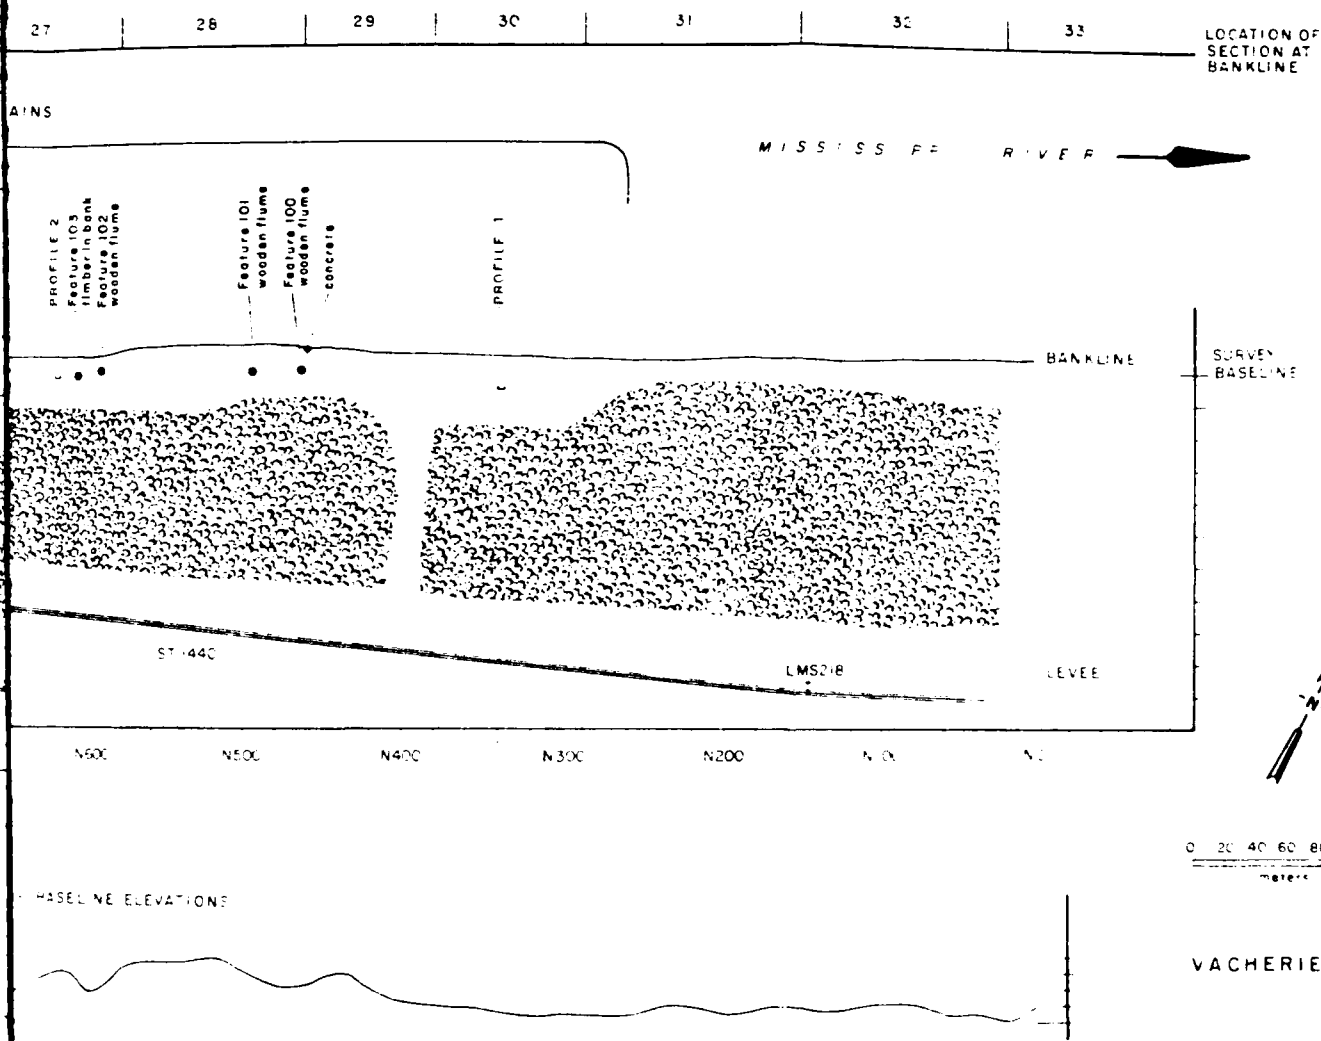 27 28 29 30 31 32 33
LOCATION OF
SECTION AT
BANKLINE
AINS
RIVER
PROFILE 2
Feature 103
timber in bank
Feature 102
wooden flume
Feature 101
wooden flume
Feature 100
wooden flume
concrete
PROFILE 1
BANKLINE
SURVEY
BASELINE
LMS218
LEVEE
N600 N500 N400 N300 N200
N
0 20 40 60
meters
BASELINE ELEVATIONS
VACHERIE